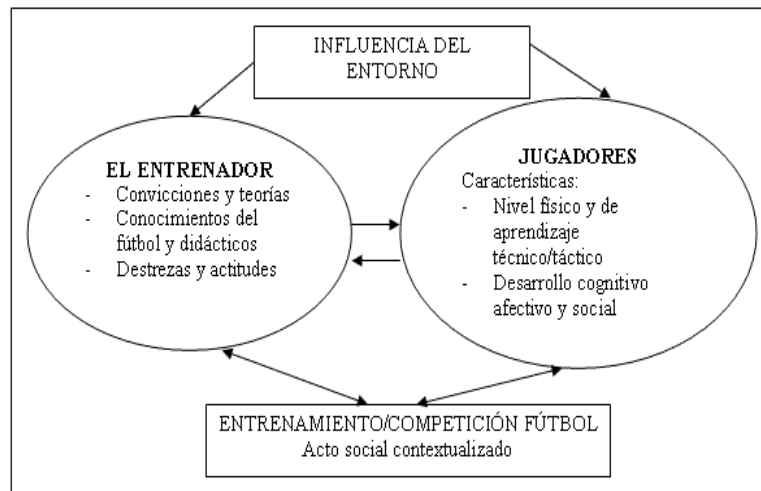 INFLUENCIA DEL
ENTORNO
EL ENTRENADOR
- Convicciones y teorías
- Conocimientos del
fútbol y didácticos
- Destrezas y actitudes
JUGADORES
Características:
- Nivel físico y de
aprendizaje
técnico/táctico
- Desarrollo cognitivo
afectivo y social
ENTRENAMIENTO/COMPETICIÓN FÚTBOL
Acto social contextualizado